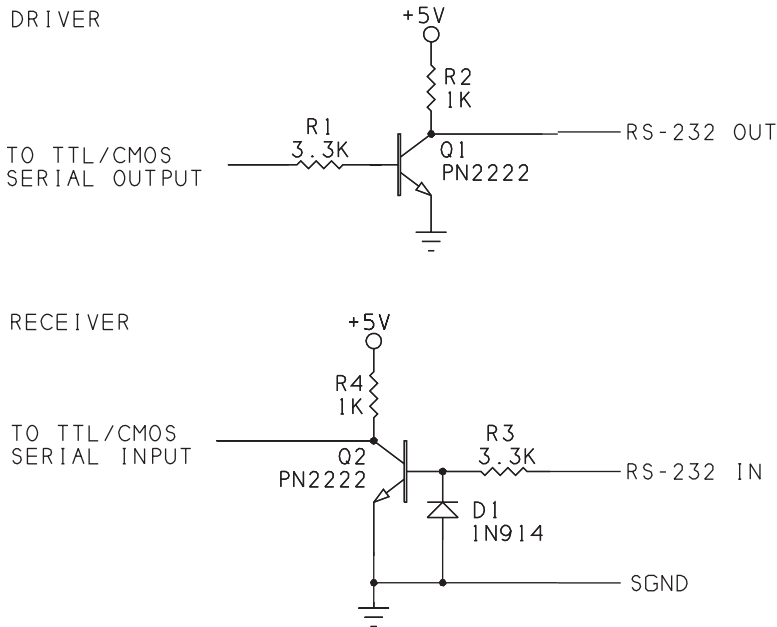 DRIVER
+5V
R2
1K
RS-232 OUT
R1
3.3K
Q1
PN2222
TO TTL/CMOS
SERIAL OUTPUT
RECEIVER
+5V
R4
1K
TO TTL/CMOS
SERIAL INPUT
Q2
PN2222
R3
3.3K
RS-232 IN
D1
1N914
SGND